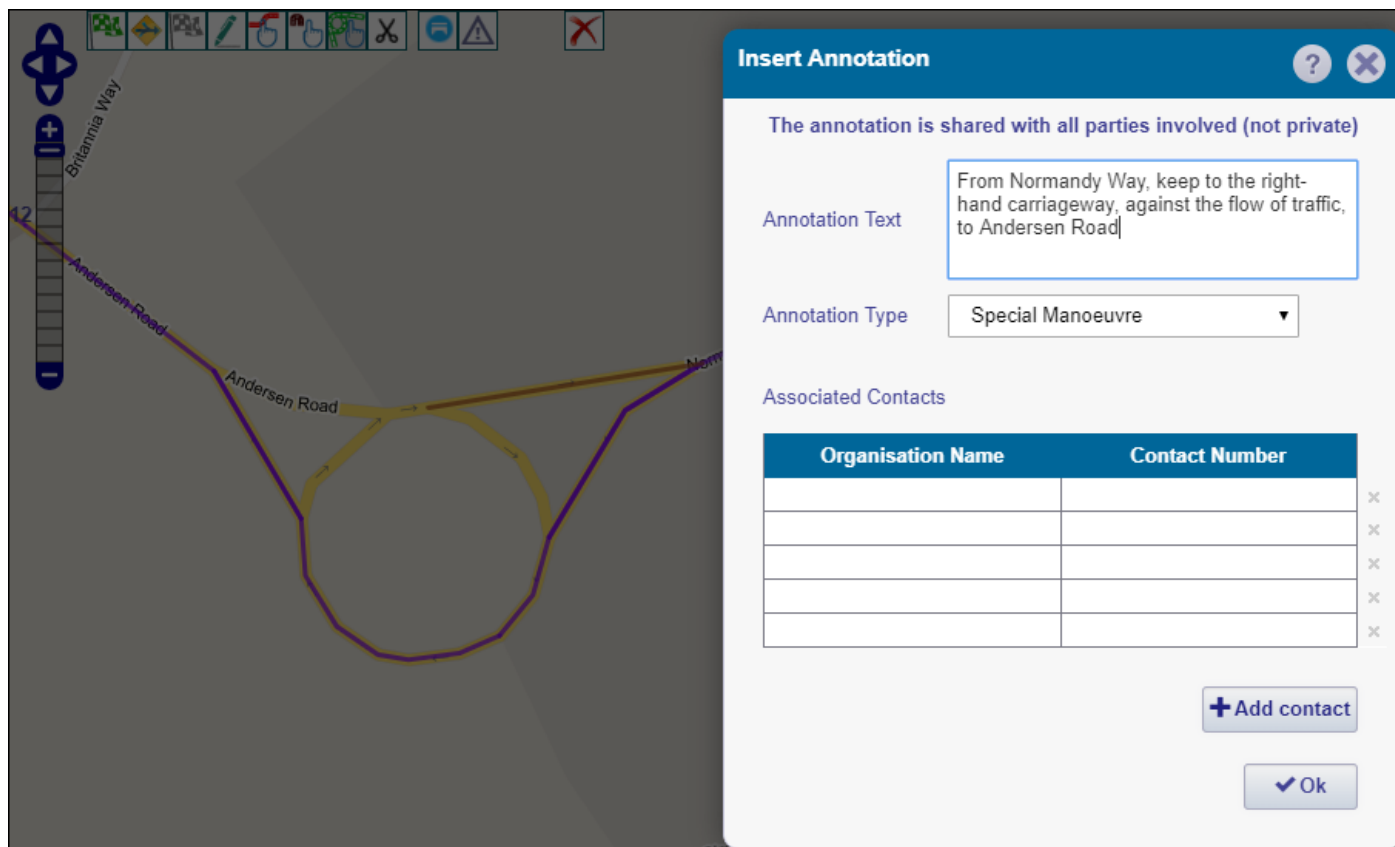 Insert Annotation
?
The annotation is shared with all parties involved (not private)
Annotation Text
From Normandy Way, keep to the right-
hand carriageway, against the flow of traffic,
to Andersen Road
Annotation Type
Special Manoeuvre
Associated Contacts
Organisation Name Contact Number
Add contact
Ok
Britannia Way
12
Andersen Road
Andersen Road
Norm